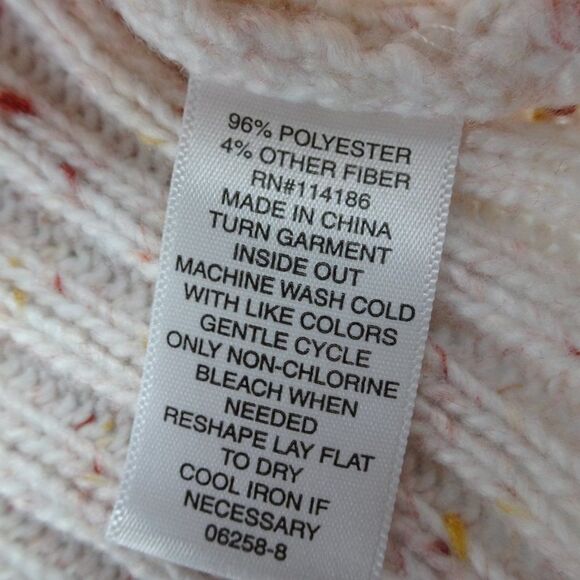 96% POLYESTER
4% OTHER FIBER
RN#114186
MADE IN CHINA
TURN GARMENT
INSIDE OUT
MACHINE WASH COLD
WITH LIKE COLORS
GENTLE CYCLE
ONLY NON-CHLORINE
BLEACH WHEN
NEEDED
RESHAPE LAY FLAT
TO DRY
COOL IRON IF
NECESSARY
06258-8